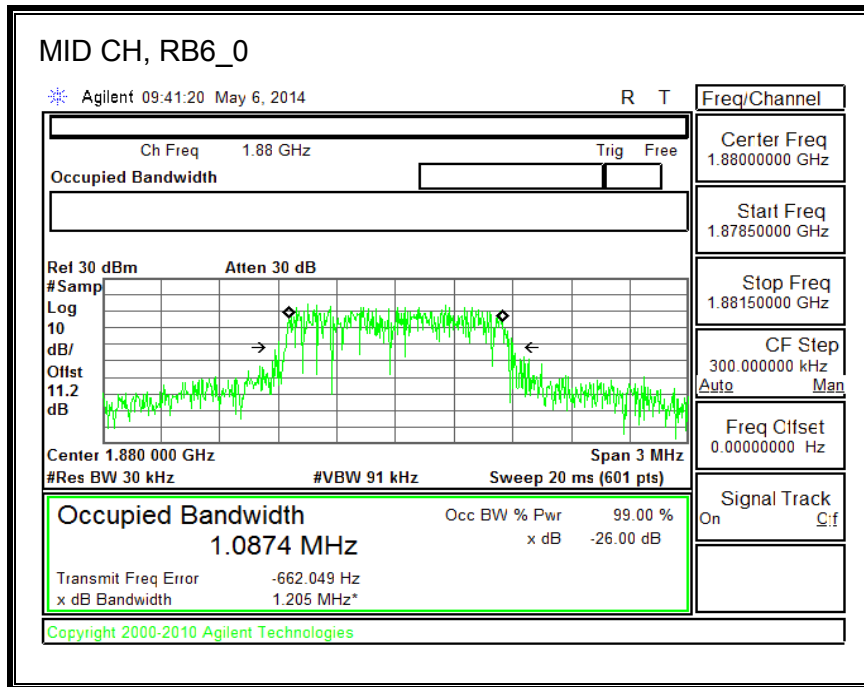 MID CH, RB6_0
Agilent 09:41:20 May 6, 2014 R T
Freq/Channel
Ch Freq 1.88 GHz Trig Free
Occupied Bandwidth
Center Freq
1.88000000 GHz
Start Freq
1.87850000 GHz
Stop Freq
1.88150000 GHz
CF Step
300.000000 kHz
Auto Man
Freq Offset
0.00000000 Hz
Signal Track
On Off
Ref 30 dBm Atten 30 dB
#Samp
Log
10
dB/
Offst
11.2
dB
Center 1.880 000 GHz Span 3 MHz
#Res BW 30 kHz #VBW 91 kHz Sweep 20 ms (601 pts)
Occupied Bandwidth
1.0874 MHz
Occ BW % Pwr 99.00 %
x dB -26.00 dB
Transmit Freq Error -662.049 Hz
x dB Bandwidth 1.205 MHz*
Copyright 2000-2010 Agilent Technologies